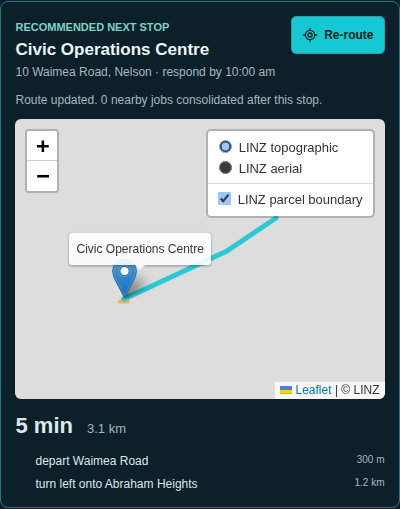 RECOMMENDED NEXT STOP
Civic Operations Centre
10 Waimea Road, Nelson · respond by 10:00 am
Re-route
Route updated. 0 nearby jobs consolidated after this stop.
+
−
LINZ topographic
LINZ aerial
LINZ parcel boundary
Civic Operations Centre
Leaflet | © LINZ
5 min 3.1 km
depart Waimea Road 300 m
turn left onto Abraham Heights 1.2 km